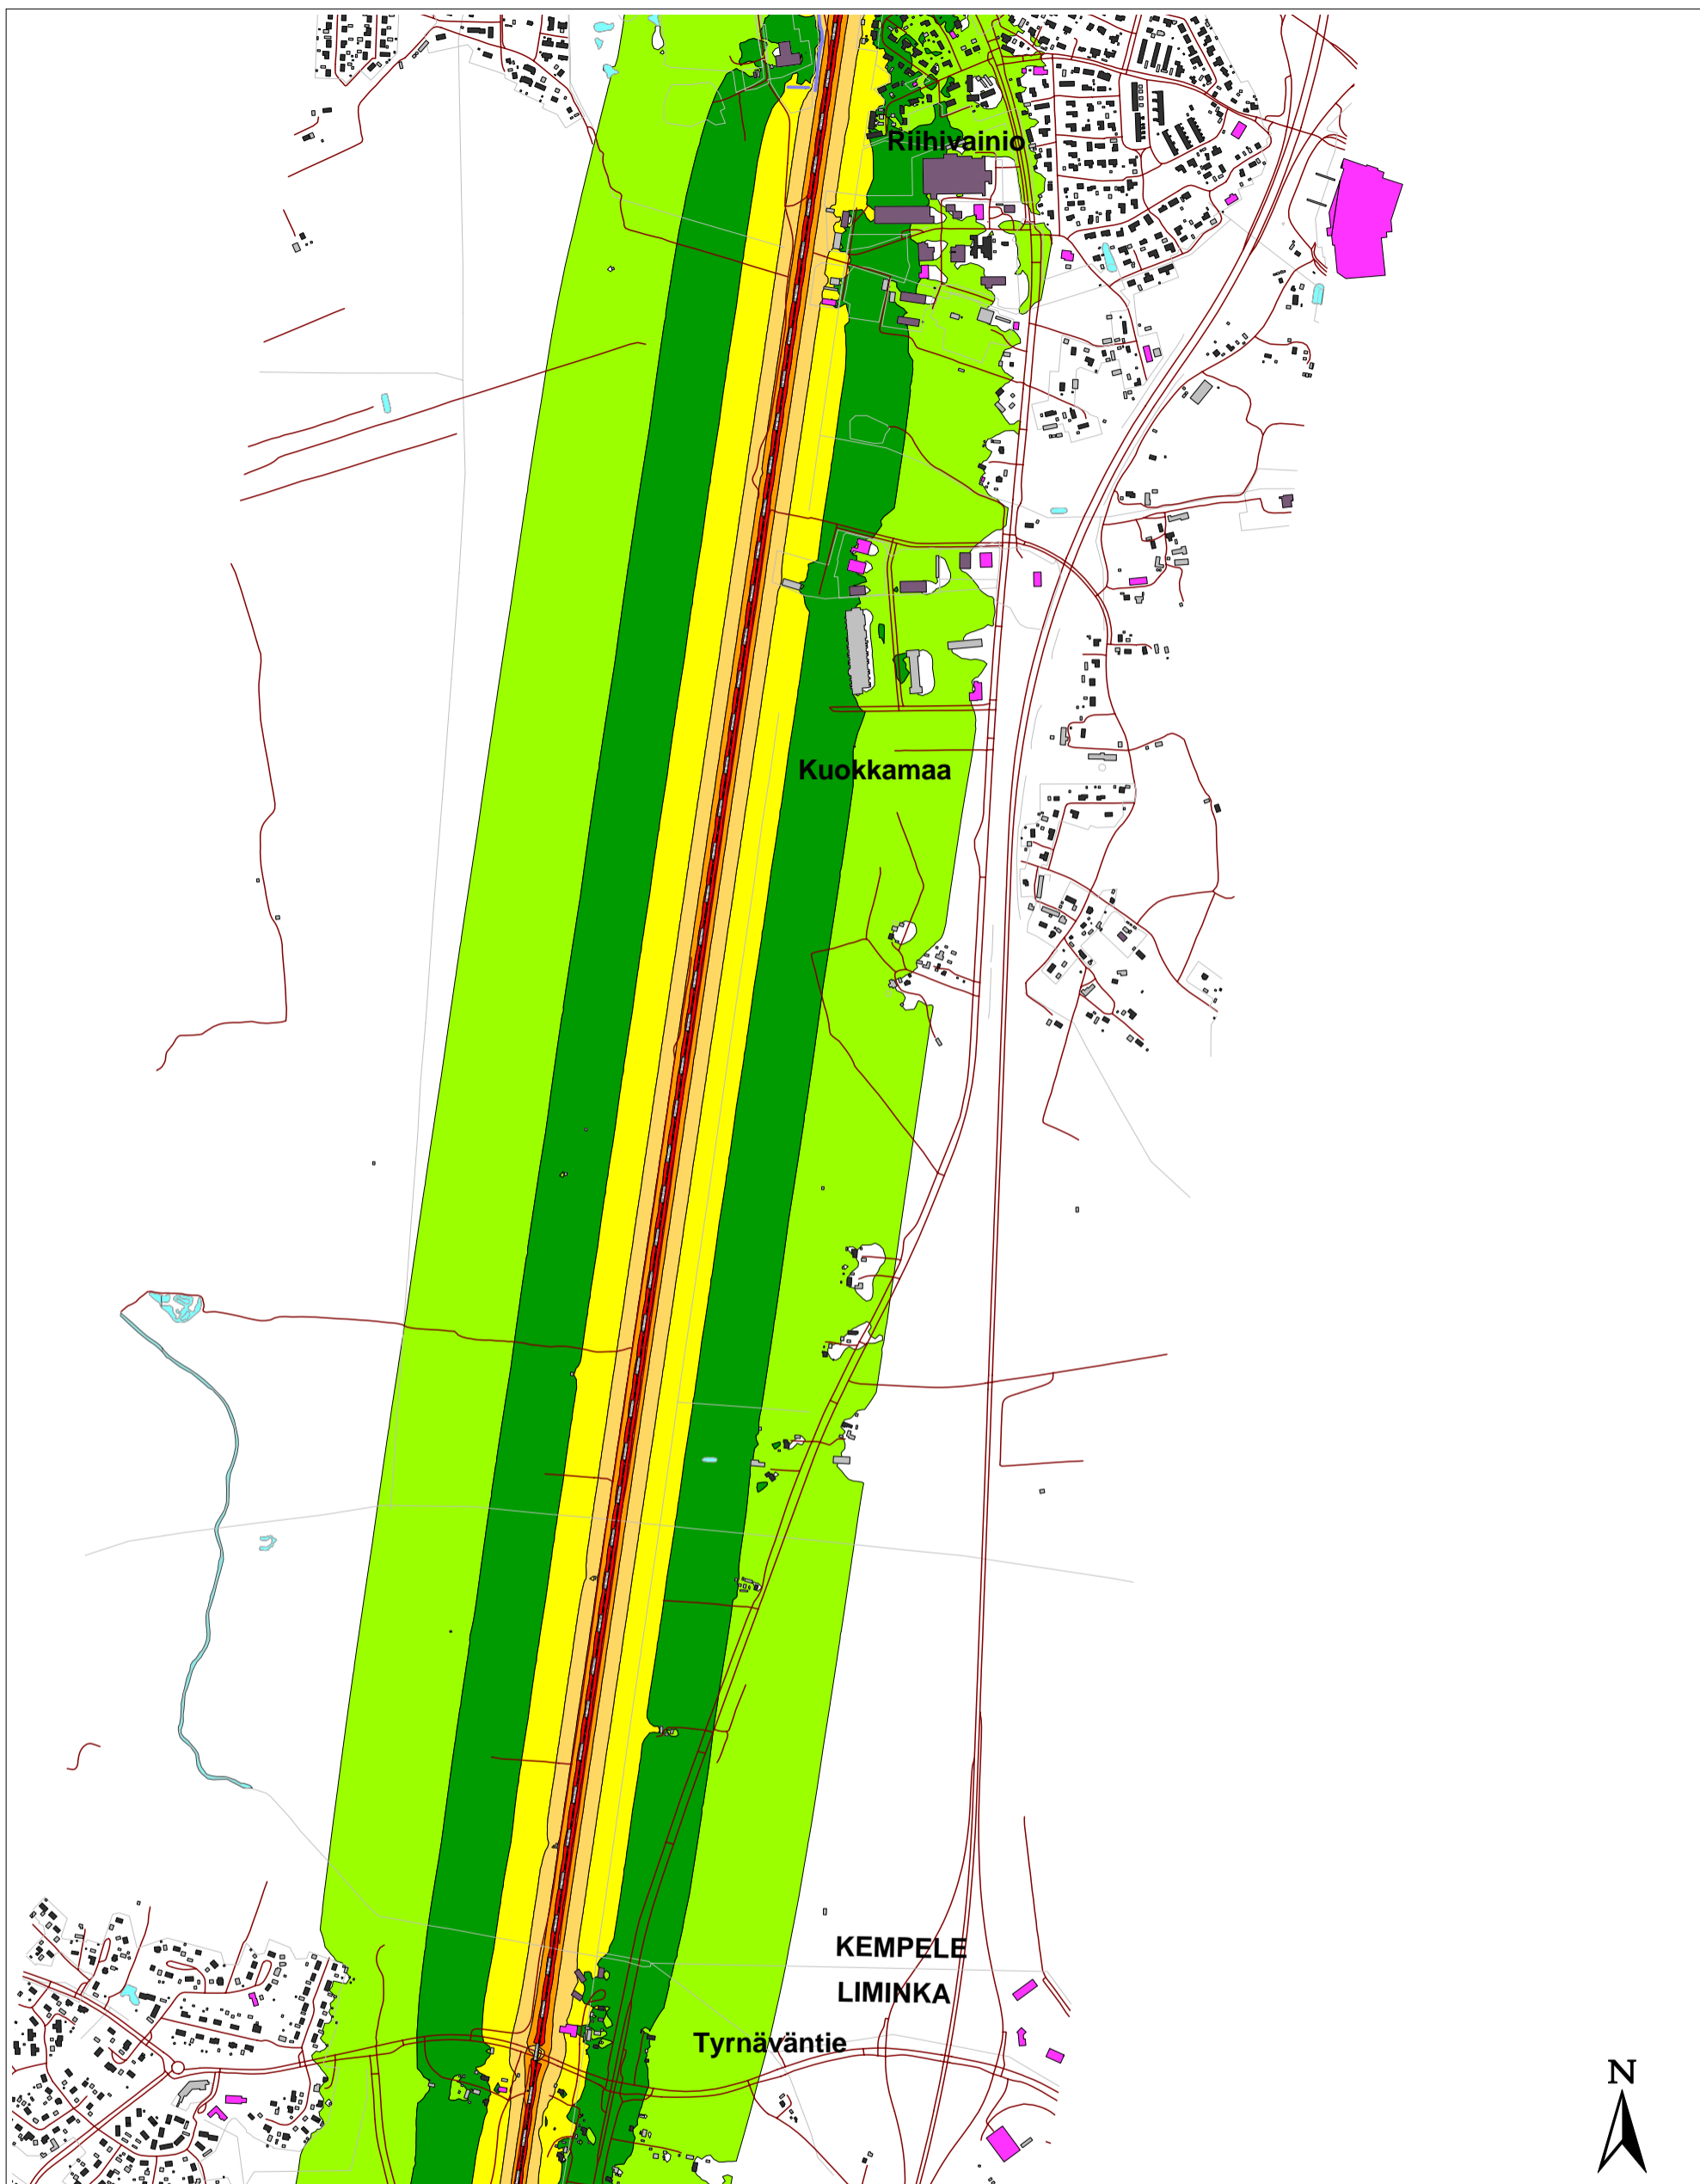 Riihivainio
Kuokkamaa
KEMPELE
LIMINKA
Tyrnäväntie
N